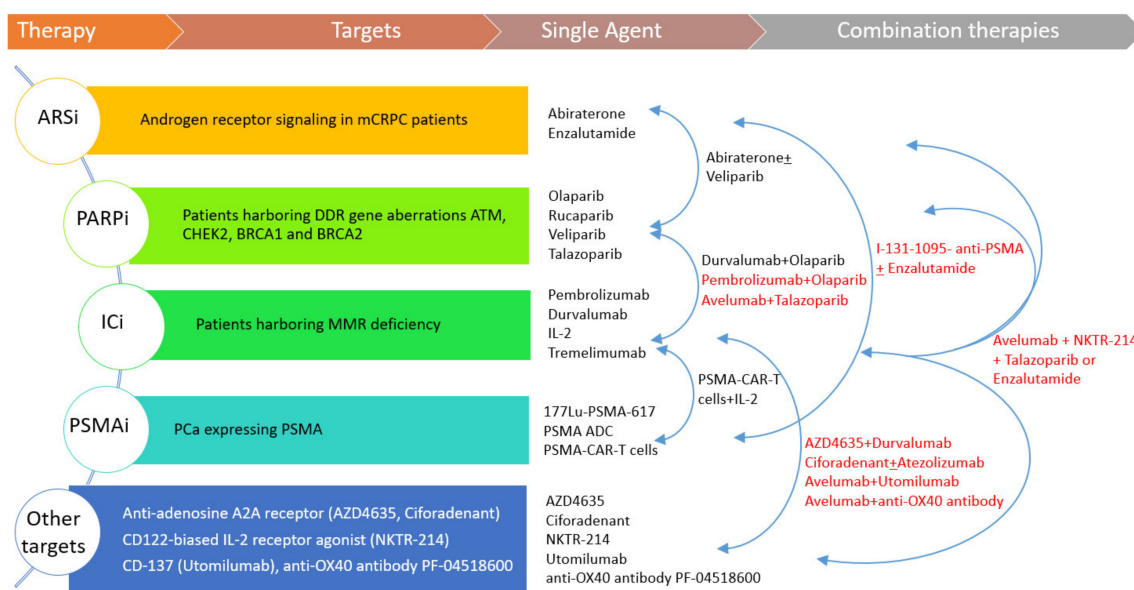 Therapy
Targets
Single Agent
Combination therapies
ARSi
Androgen receptor signaling in mCRPC patients
Abiraterone
Enzalutamide
Abiraterone±
Veliparib
PARPi
Patients harboring DDR gene aberrations ATM,
CHEK2, BRCA1 and BRCA2
Olaparib
Rucaparib
Veliparib
Talazoparib
Durvalumab+Olaparib
Pembrolizumab+Olaparib
Avelumab+Talazoparib
I-131-1095- anti-PSMA
± Enzalutamide
ICi
Patients harboring MMR deficiency
Pembrolizumab
Durvalumab
IL-2
Tremelimumab
Avelumab + NKTR-214
+ Talazoparib or
Enzalutamide
PSMA-CAR-T
cells+IL-2
PSMAi
PCa expressing PSMA
177Lu-PSMA-617
PSMA ADC
PSMA-CAR-T cells
AZD4635+Durvalumab
Ciforadenant±Atezolizumab
Avelumab+Utomilumab
Avelumab+anti-OX40 antibody
Other
targets
Anti-adenosine A2A receptor (AZD4635, Ciforadenant)
CD122-biased IL-2 receptor agonist (NKTR-214)
CD-137 (Utomilumab), anti-OX40 antibody PF-04518600
AZD4635
Ciforadenant
NKTR-214
Utomilumab
anti-OX40 antibody PF-04518600